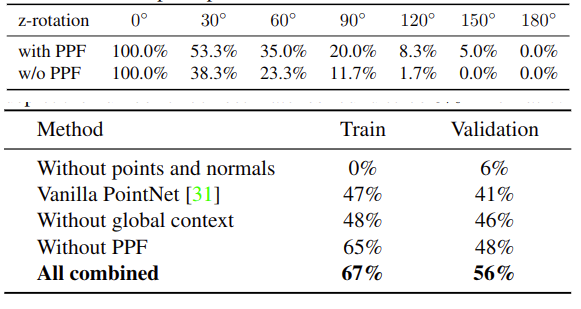 z-rotation 0° 30° 60° 90° 120° 150° 180°
with PPF 100.0% 53.3% 35.0% 20.0% 8.3% 5.0% 0.0%
w/o PPF 100.0% 38.3% 23.3% 11.7% 1.7% 0.0% 0.0%
Method Train Validation
Without points and normals 0% 6%
Vanilla PointNet [31] 47% 41%
Without global context 48% 46%
Without PPF 65% 48%
All combined 67% 56%